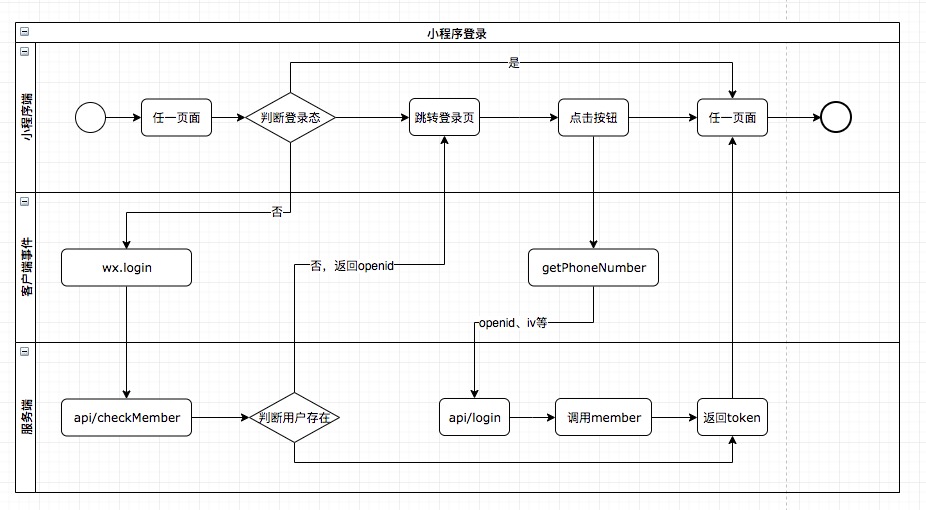 小程序登录
小程序端
是
任一页面
判断登录态
跳转登录页
点击按钮
任一页面
客户端事件
否
wx.login
否，返回openid
getPhoneNumber
openid、iv等
服务端
api/checkMember
判断用户存在
api/login
调用member
返回token